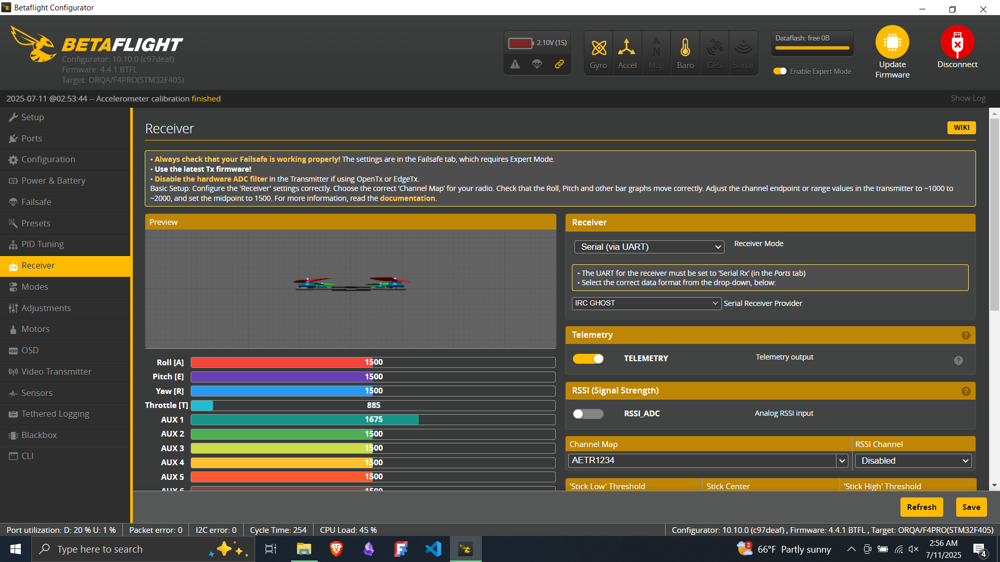 Betaflight Configurator
BETAFLIGHT
Configurator: 10.10.0 (c97deaf)
Firmware: 4.4.1 BTFL
Target: ORQA/F4PRO(STM32F405)
2.10V (1S)
Gyro
Accel
Mag
Baro
GPS
Sonar
Dataflash: free 0B
Enable Expert Mode
Update
Firmware
Disconnect
2025-07-11 @02:53:44 -- Accelerometer calibration finished
Show Log
Setup
Ports
Configuration
Power & Battery
Failsafe
Presets
PID Tuning
Receiver
Modes
Adjustments
Motors
OSD
Video Transmitter
Sensors
Tethered Logging
Blackbox
CLI
Receiver
WIKI
• Always check that your Failsafe is working properly! The settings are in the Failsafe tab, which requires Expert Mode.
• Use the latest Tx firmware!
• Disable the hardware ADC filter in the Transmitter if using OpenTx or EdgeTx.
Basic Setup: Configure the 'Receiver' settings correctly. Choose the correct 'Channel Map' for your radio. Check that the Roll, Pitch and other bar graphs move correctly. Adjust the channel endpoint or range values in the transmitter to ~1000 to
~2000, and set the midpoint to 1500. For more information, read the documentation.
Preview
Roll [A] 1500
Pitch [E] 1500
Yaw [R] 1500
Throttle [T] 885
AUX 1 1675
AUX 2 1500
AUX 3 1500
AUX 4 1500
AUX 5 1500
AUX 6 1500
Receiver
Serial (via UART) Receiver Mode
• The UART for the receiver must be set to 'Serial Rx' (in the Ports tab)
• Select the correct data format from the drop-down, below:
IRC GHOST Serial Receiver Provider
Telemetry
TELEMETRY Telemetry output
RSSI (Signal Strength)
RSSI_ADC Analog RSSI input
Channel Map RSSI Channel
AETR1234 Disabled
'Stick Low' Threshold Stick Center 'Stick High' Threshold
Refresh Save
Port utilization: D: 20 % U: 1 % Packet error: 0 I2C error: 0 Cycle Time: 254 CPU Load: 45 %
Configurator: 10.10.0 (c97deaf) , Firmware: 4.4.1 BTFL , Target: ORQA/F4PRO(STM32F405)
Type here to search
2
66°F Partly sunny
2:56 AM
7/11/2025
4